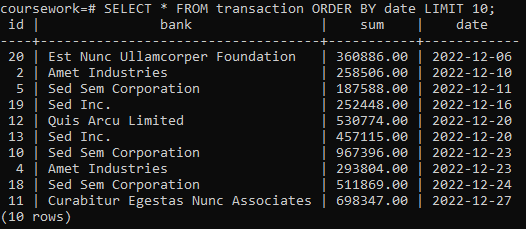 coursework=# SELECT * FROM transaction ORDER BY date LIMIT 10;
 id |               bank                |    sum    |    date
----+-----------------------------------+-----------+------------
 20 | Est Nunc Ullamcorper Foundation   | 360886.00 | 2022-12-06
  2 | Amet Industries                   | 258506.00 | 2022-12-10
  5 | Sed Sem Corporation               | 187588.00 | 2022-12-11
 19 | Sed Inc.                          | 252448.00 | 2022-12-16
 12 | Quis Arcu Limited                 | 530774.00 | 2022-12-20
 13 | Sed Inc.                          | 457115.00 | 2022-12-20
 10 | Sed Sem Corporation               | 967396.00 | 2022-12-23
  4 | Amet Industries                   | 293804.00 | 2022-12-23
 18 | Sed Sem Corporation               | 511869.00 | 2022-12-24
 11 | Curabitur Egestas Nunc Associates | 698347.00 | 2022-12-27
(10 rows)